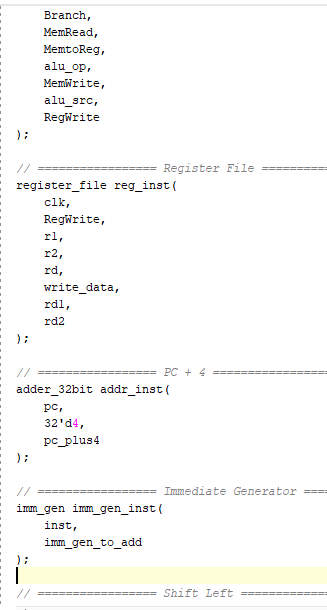 Branch,
MemRead,
MemtoReg,
alu_op,
MemWrite,
alu_src,
RegWrite
);
// ================= Register File ==========
register_file reg_inst(
clk,
RegWrite,
r1,
r2,
rd,
write_data,
rd1,
rd2
);
// ================= PC + 4 =================
adder_32bit addr_inst(
pc,
32'd4,
pc_plus4
);
// ================= Immediate Generator ====
imm_gen imm_gen_inst(
inst,
imm_gen_to_add
);
// ================= Shift Left =============